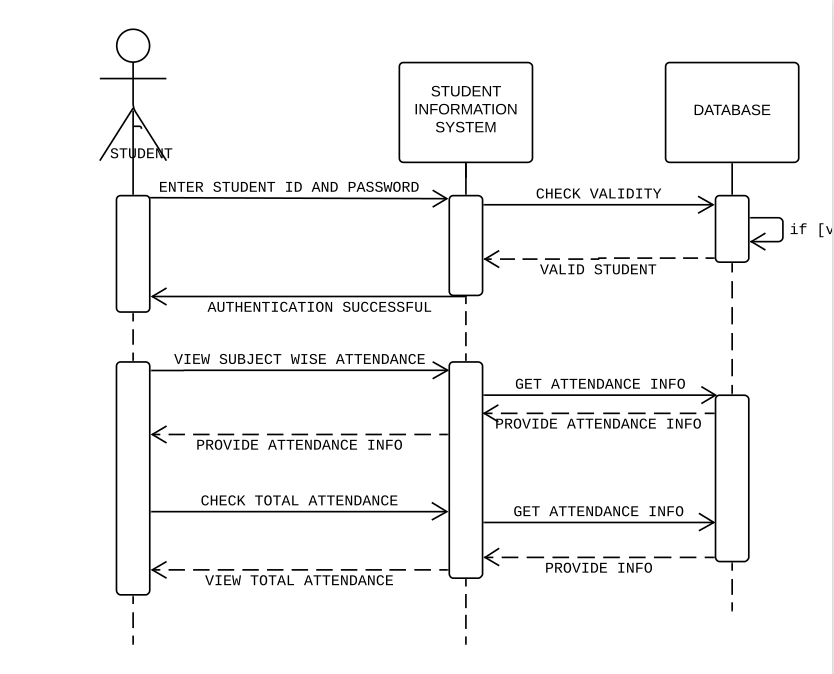 STUDENT
INFORMATION
SYSTEM
DATABASE
STUDENT
ENTER STUDENT ID AND PASSWORD
CHECK VALIDITY
if [v
VALID STUDENT
AUTHENTICATION SUCCESSFUL
VIEW SUBJECT WISE ATTENDANCE
GET ATTENDANCE INFO
PROVIDE ATTENDANCE INFO
PROVIDE ATTENDANCE INFO
CHECK TOTAL ATTENDANCE
GET ATTENDANCE INFO
PROVIDE INFO
VIEW TOTAL ATTENDANCE